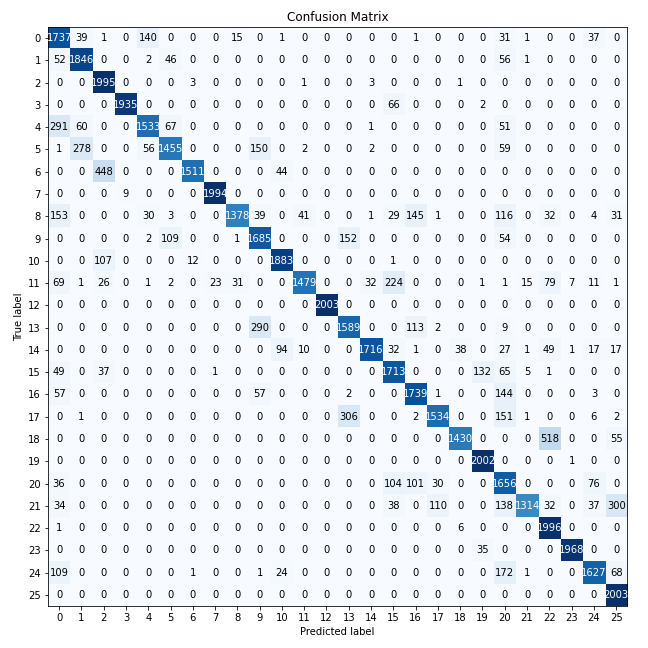 Confusion Matrix
0 1737 39 1 0 140 0 0 0 15 0 1 0 0 0 0 0 1 0 0 0 31 1 0 0 37 0
1 52 1846 0 0 2 46 0 0 0 0 0 0 0 0 0 0 0 0 0 0 56 1 0 0 0 0
2 0 0 1995 0 0 0 3 0 0 0 0 1 0 0 3 0 0 0 1 0 0 0 0 0 0 0
3 0 0 0 1935 0 0 0 0 0 0 0 0 0 0 0 66 0 0 0 2 0 0 0 0 0 0
4 291 60 0 0 1533 67 0 0 0 0 0 0 0 0 1 0 0 0 0 0 51 0 0 0 0 0
5 1 278 0 0 56 1455 0 0 0 150 0 2 0 0 2 0 0 0 0 0 59 0 0 0 0 0
6 0 0 448 0 0 0 1511 0 0 0 44 0 0 0 0 0 0 0 0 0 0 0 0 0 0 0
7 0 0 0 9 0 0 0 1994 0 0 0 0 0 0 0 0 0 0 0 0 0 0 0 0 0 0
8 153 0 0 0 30 3 0 0 1378 39 0 41 0 0 1 29 145 1 0 0 116 0 32 0 4 31
9 0 0 0 0 2 109 0 0 1 1685 0 0 0 152 0 0 0 0 0 0 54 0 0 0 0 0
10 0 0 107 0 0 0 12 0 0 0 1883 0 0 0 0 1 0 0 0 0 0 0 0 0 0 0
11 69 1 26 0 1 2 0 23 31 0 0 1479 0 0 32 224 0 0 0 1 1 15 79 7 11 1
12 0 0 0 0 0 0 0 0 0 0 0 0 2003 0 0 0 0 0 0 0 0 0 0 0 0 0
13 0 0 0 0 0 0 0 0 0 290 0 0 0 1589 0 0 113 2 0 0 9 0 0 0 0 0
14 0 0 0 0 0 0 0 0 0 0 94 10 0 0 1716 32 1 0 38 0 27 1 49 1 17 17
15 49 0 37 0 0 0 0 1 0 0 0 0 0 0 0 1713 0 0 0 132 65 5 1 0 0 0
16 57 0 0 0 0 0 0 0 0 57 0 0 0 0 0 0 1739 1 0 0 144 0 0 0 3 0
17 0 1 0 0 0 0 0 0 0 0 0 0 0 306 0 0 2 1534 0 0 151 1 0 0 6 2
18 0 0 0 0 0 0 0 0 0 0 0 0 0 0 0 0 0 0 1430 0 0 0 518 0 0 55
19 0 0 0 0 0 0 0 0 0 0 0 0 0 0 0 0 0 0 0 2002 0 0 0 1 0 0
20 36 0 0 0 0 0 0 0 0 0 0 0 0 0 0 104 101 30 0 0 1656 0 0 0 76 0
21 34 0 0 0 0 0 0 0 0 0 0 0 0 0 0 38 0 110 0 0 138 1314 32 0 37 300
22 1 0 0 0 0 0 0 0 0 0 0 0 0 0 0 0 0 0 6 0 0 0 1996 0 0 0
23 0 0 0 0 0 0 0 0 0 0 0 0 0 0 0 0 0 0 0 35 0 0 0 1968 0 0
24 109 0 0 0 0 0 1 0 0 1 24 0 0 0 0 0 0 0 0 0 172 1 0 0 1627 68
25 0 0 0 0 0 0 0 0 0 0 0 0 0 0 0 0 0 0 0 0 0 0 0 0 0 2003
0 1 2 3 4 5 6 7 8 9 10 11 12 13 14 15 16 17 18 19 20 21 22 23 24 25
Predicted label
True label